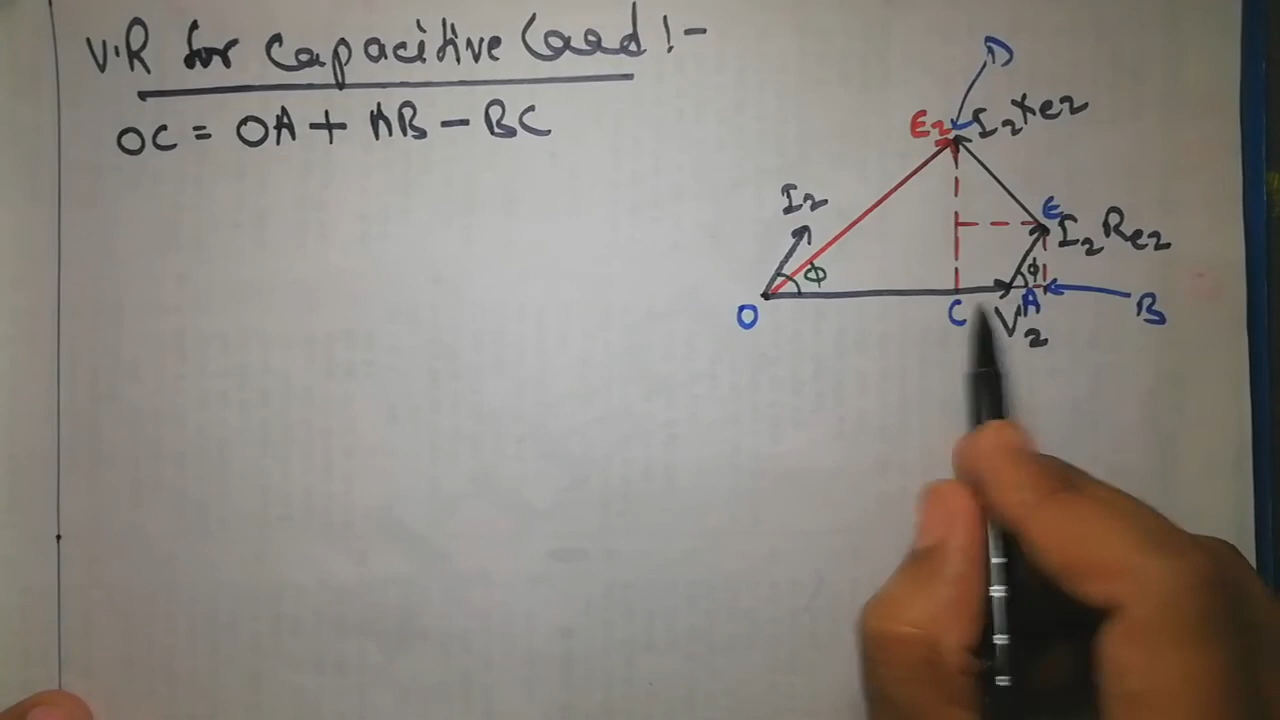 V.R for Capacitive Load :-
OC = OA + AB - BC
D
E₂ I₂Xe₂
I₂
E
I₂Re₂
ϕ
ϕ
O
C
A
B
V₂